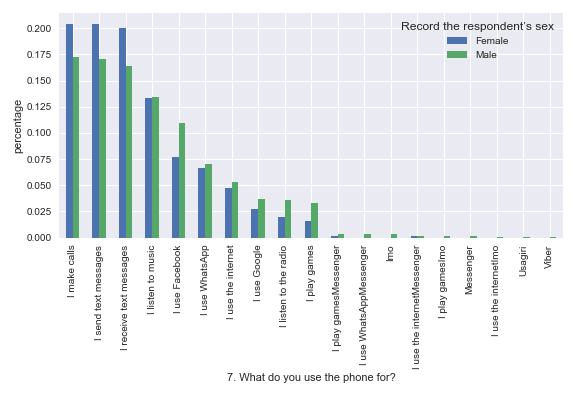 Record the respondent's sex
Female
Male
percentage
0.200
0.175
0.150
0.125
0.100
0.075
0.050
0.025
0.000
I make calls
I send text messages
I receive text messages
I listen to music
I use Facebook
I use WhatsApp
I use the internet
I use Google
I listen to the radio
I play games
I play gamesMessenger
I use WhatsAppMessenger
Imo
I use the internetMessenger
I play gamesImo
Messenger
I use the internetImo
Usagiri
Viber
7. What do you use the phone for?